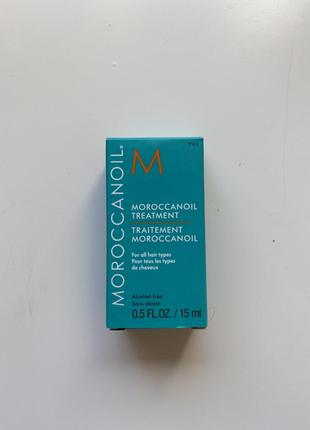 MOROCCANOIL®
M
MOROCCANOIL
TREATMENT
TRAITEMENT
MOROCCANOIL
For all hair types
Pour tous les types
de cheveux
Alcohol-free
Sans alcool
0.5 FL.OZ. / 15 ml